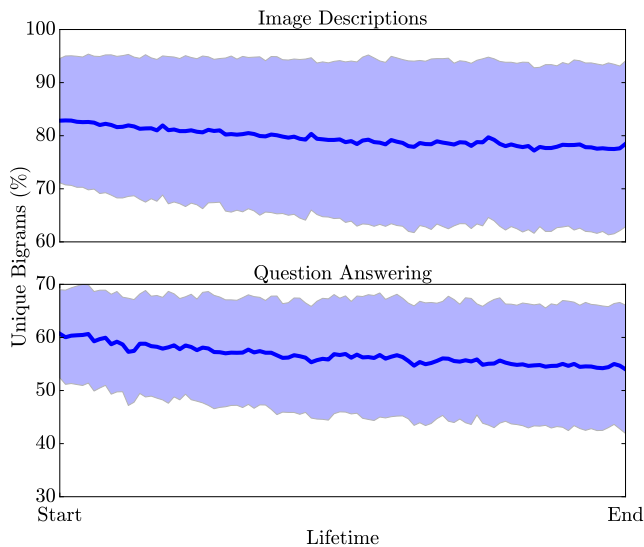 Image Descriptions
100
90
80
70
60
Unique Bigrams (%)
Question Answering
70
60
50
40
30
Start
End
Lifetime